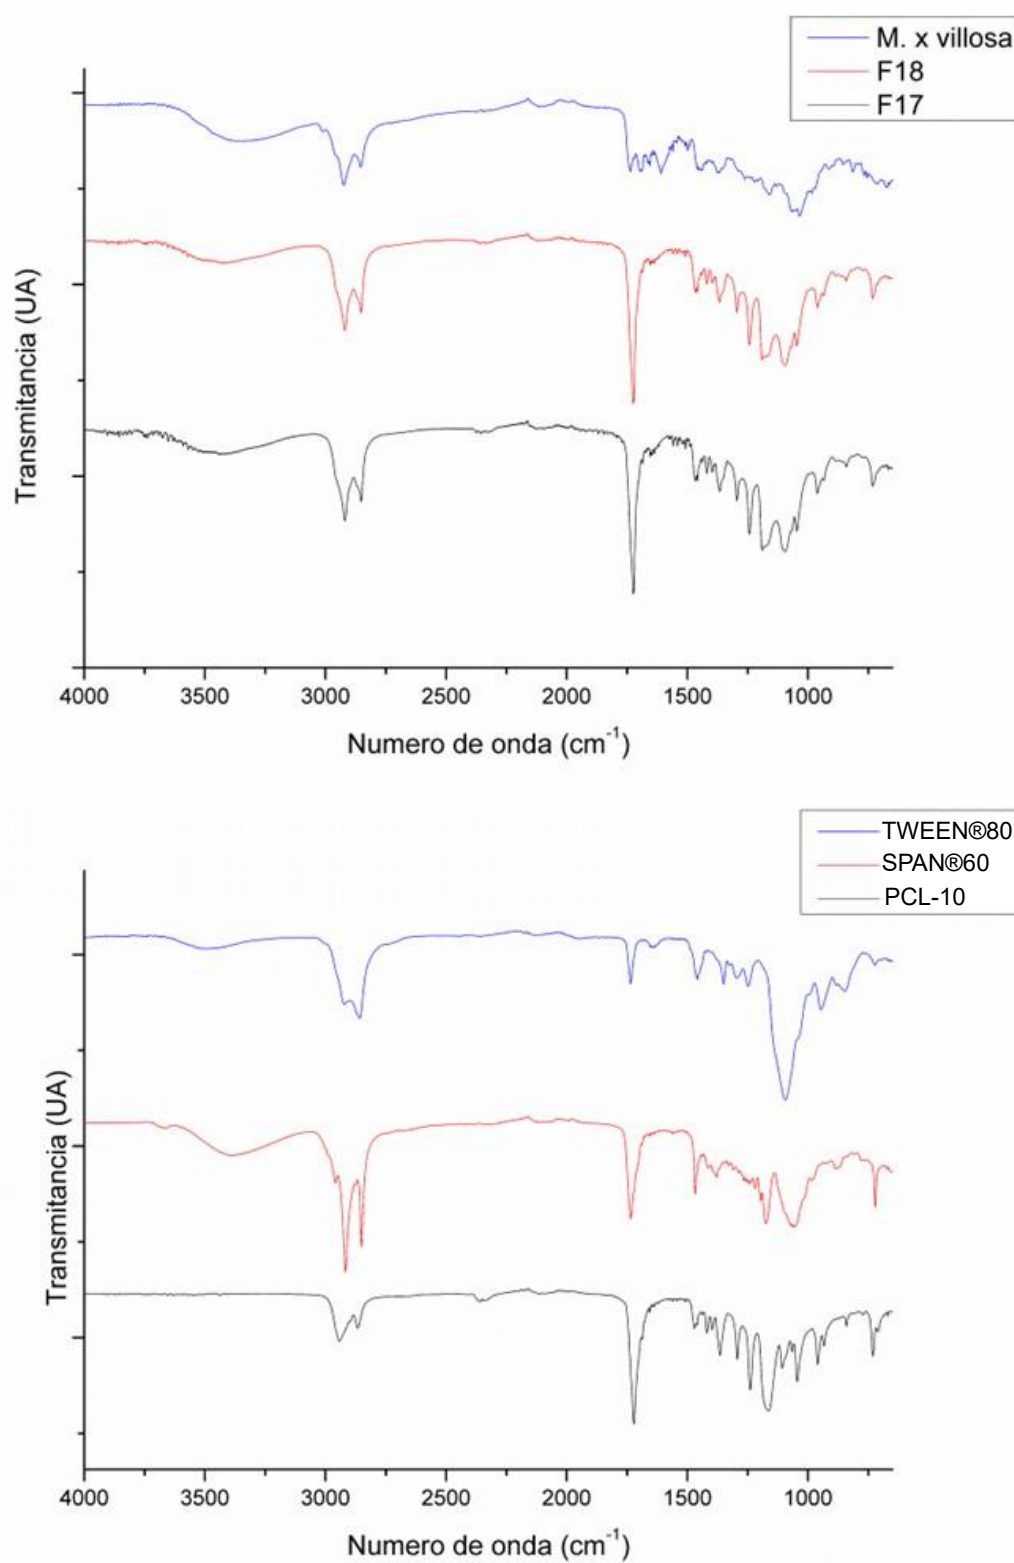 M. x villosa
F18
F17
Transmitancia (UA)
4000 3500 3000 2500 2000 1500 1000
Numero de onda (cm⁻¹)
TWEEN®80
SPAN®60
PCL-10
Transmitancia (UA)
4000 3500 3000 2500 2000 1500 1000
Numero de onda (cm⁻¹)